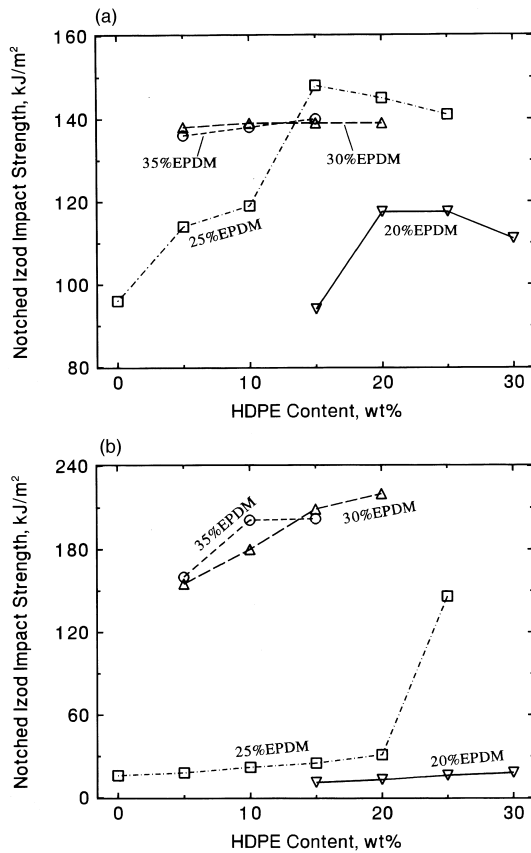 (a)
Notched Izod Impact Strength, kJ/m²
160
140
120
100
80
35%EPDM
30%EPDM
25%EPDM
20%EPDM
0 10 20 30
HDPE Content, wt%
(b)
Notched Izod Impact Strength, kJ/m²
240
180
120
60
0
35%EPDM
30%EPDM
25%EPDM
20%EPDM
0 10 20 30
HDPE Content, wt%